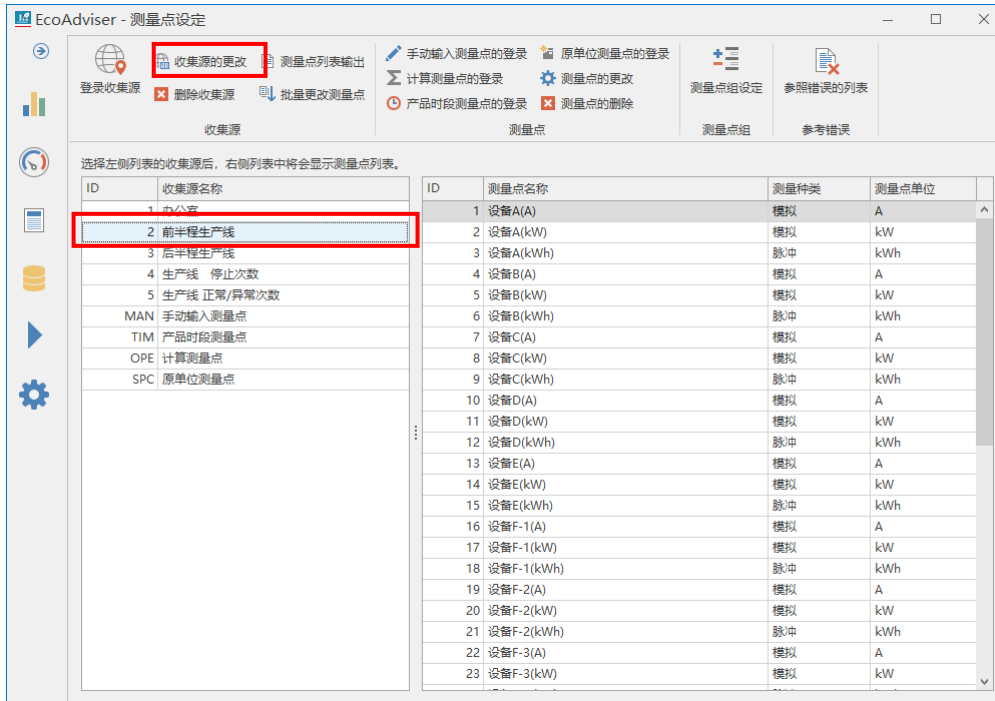 EcoAdviser - 测量点设定
登录收集源
收集源的更改
测量点列表输出
删除收集源
批量更改测量点
收集源
手动输入测量点的登录
原单位测量点的登录
计算测量点的登录
测量点的更改
产品时段测量点的登录
测量点的删除
测量点
测量点组设定
测量点组
参照错误的列表
参考错误
选择左侧列表的收集源后，右侧列表中将会显示测量点列表。
ID 收集源名称
1 办公室
2 前半程生产线
3 后半程生产线
4 生产线 停止次数
5 生产线 正常/异常次数
MAN 手动输入测量点
TIM 产品时段测量点
OPE 计算测量点
SPC 原单位测量点
ID 测量点名称 测量种类 测量点单位
1 设备A(A) 模拟 A
2 设备A(kW) 模拟 kW
3 设备A(kWh) 脉冲 kWh
4 设备B(A) 模拟 A
5 设备B(kW) 模拟 kW
6 设备B(kWh) 脉冲 kWh
7 设备C(A) 模拟 A
8 设备C(kW) 模拟 kW
9 设备C(kWh) 脉冲 kWh
10 设备D(A) 模拟 A
11 设备D(kW) 模拟 kW
12 设备D(kWh) 脉冲 kWh
13 设备E(A) 模拟 A
14 设备E(kW) 模拟 kW
15 设备E(kWh) 脉冲 kWh
16 设备F-1(A) 模拟 A
17 设备F-1(kW) 模拟 kW
18 设备F-1(kWh) 脉冲 kWh
19 设备F-2(A) 模拟 A
20 设备F-2(kW) 模拟 kW
21 设备F-2(kWh) 脉冲 kWh
22 设备F-3(A) 模拟 A
23 设备F-3(kW) 模拟 kW